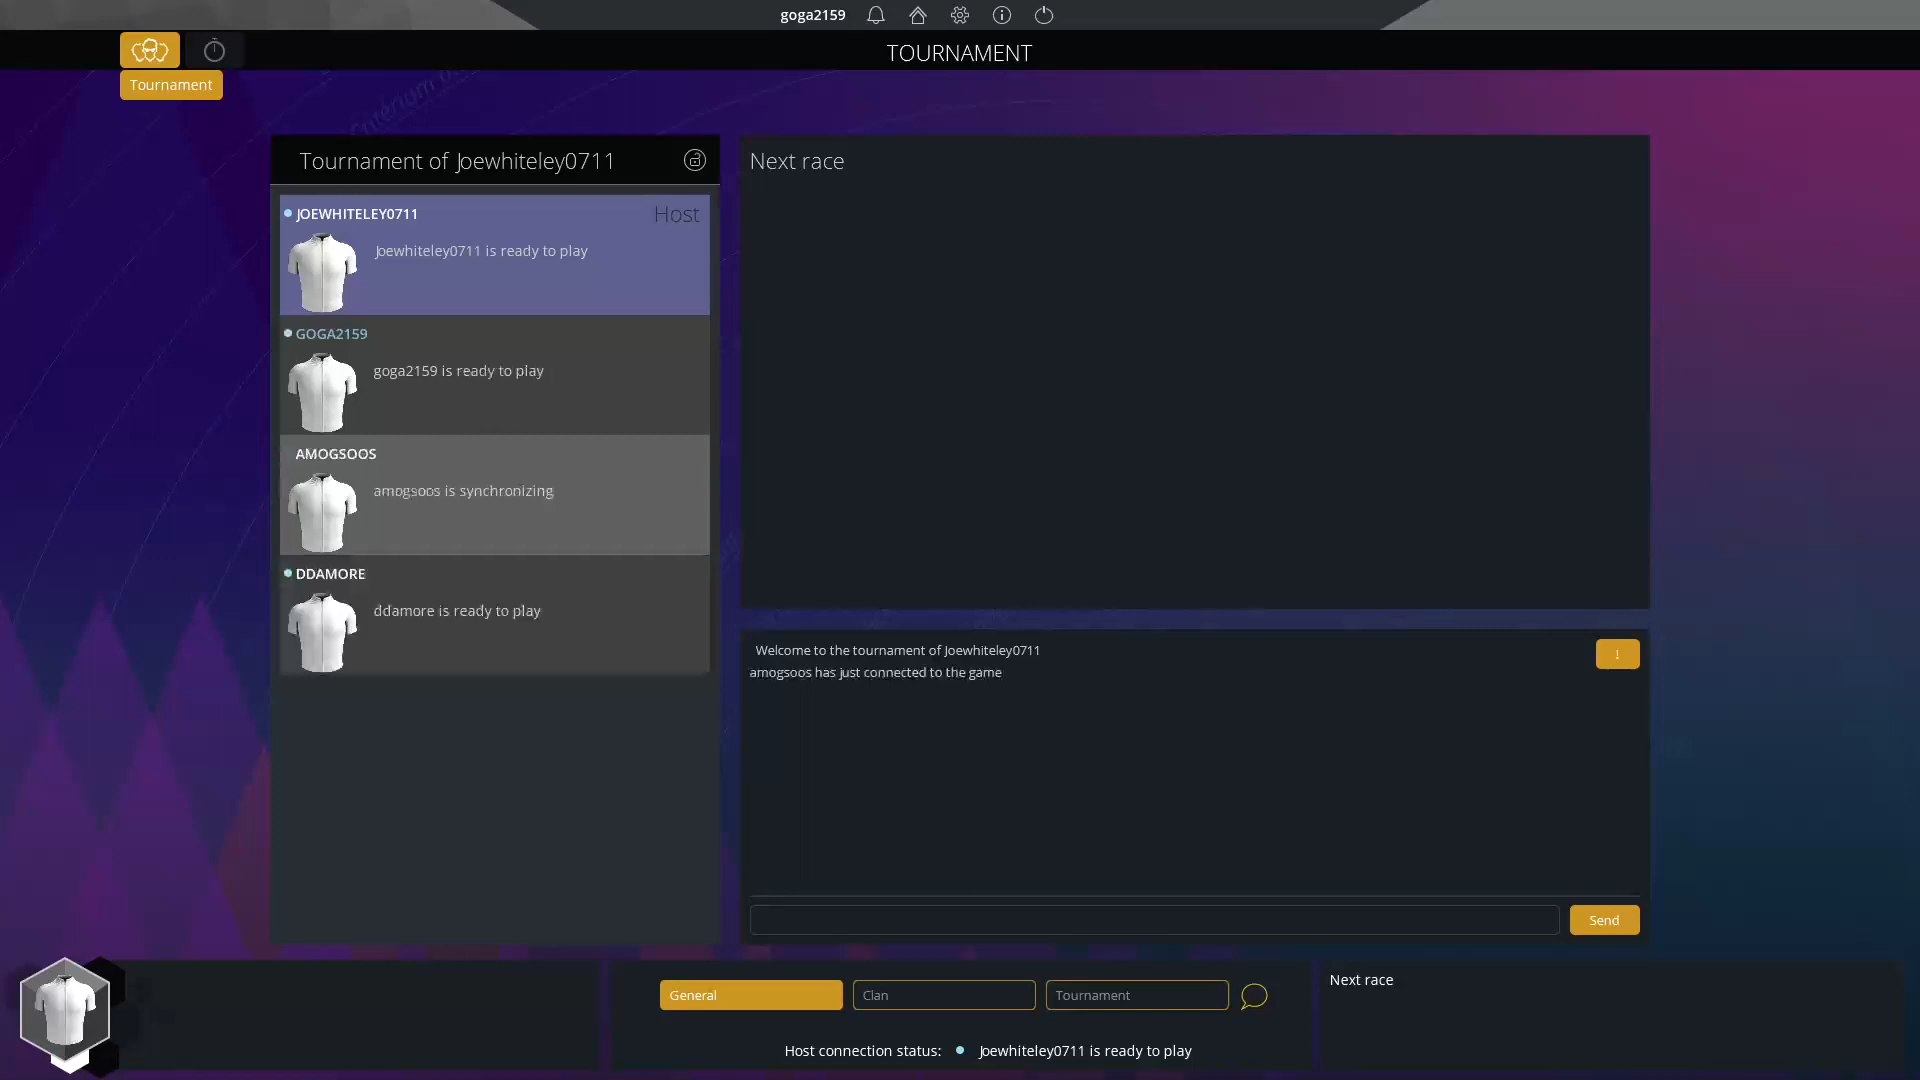 goga2159
TOURNAMENT
Tournament
Tournament of Joewhiteley0711
JOEWHITELEY0711
Host
Joewhiteley0711 is ready to play
GOGA2159
goga2159 is ready to play
AMOGSOOS
amogsoos is synchronizing
DDAMORE
ddamore is ready to play
Next race
Welcome to the tournament of Joewhiteley0711
!
amogsoos has just connected to the game
Send
General
Clan
Tournament
Host connection status:
Joewhiteley0711 is ready to play
Next race